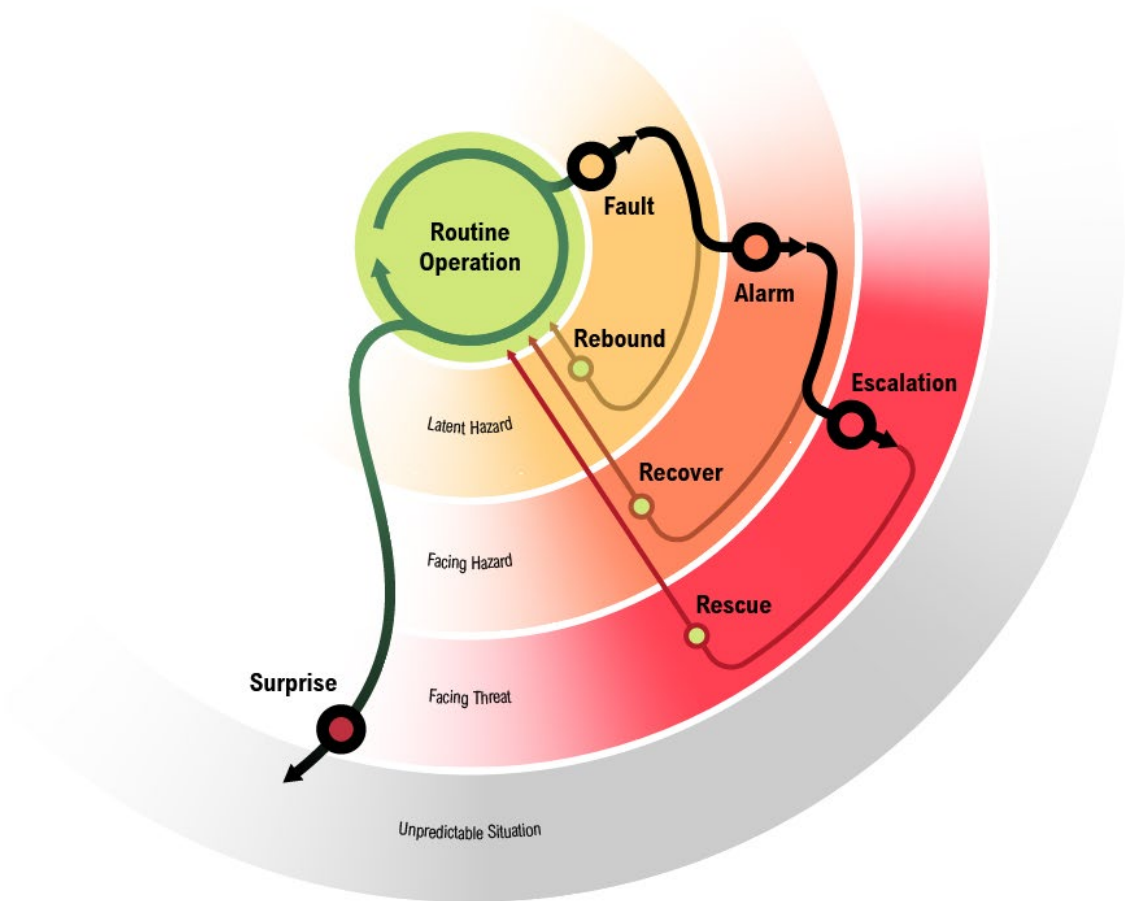 Routine
Operation
Fault
Alarm
Rebound
Escalation
Latent Hazard
Recover
Facing Hazard
Rescue
Surprise
Facing Threat
Unpredictable Situation